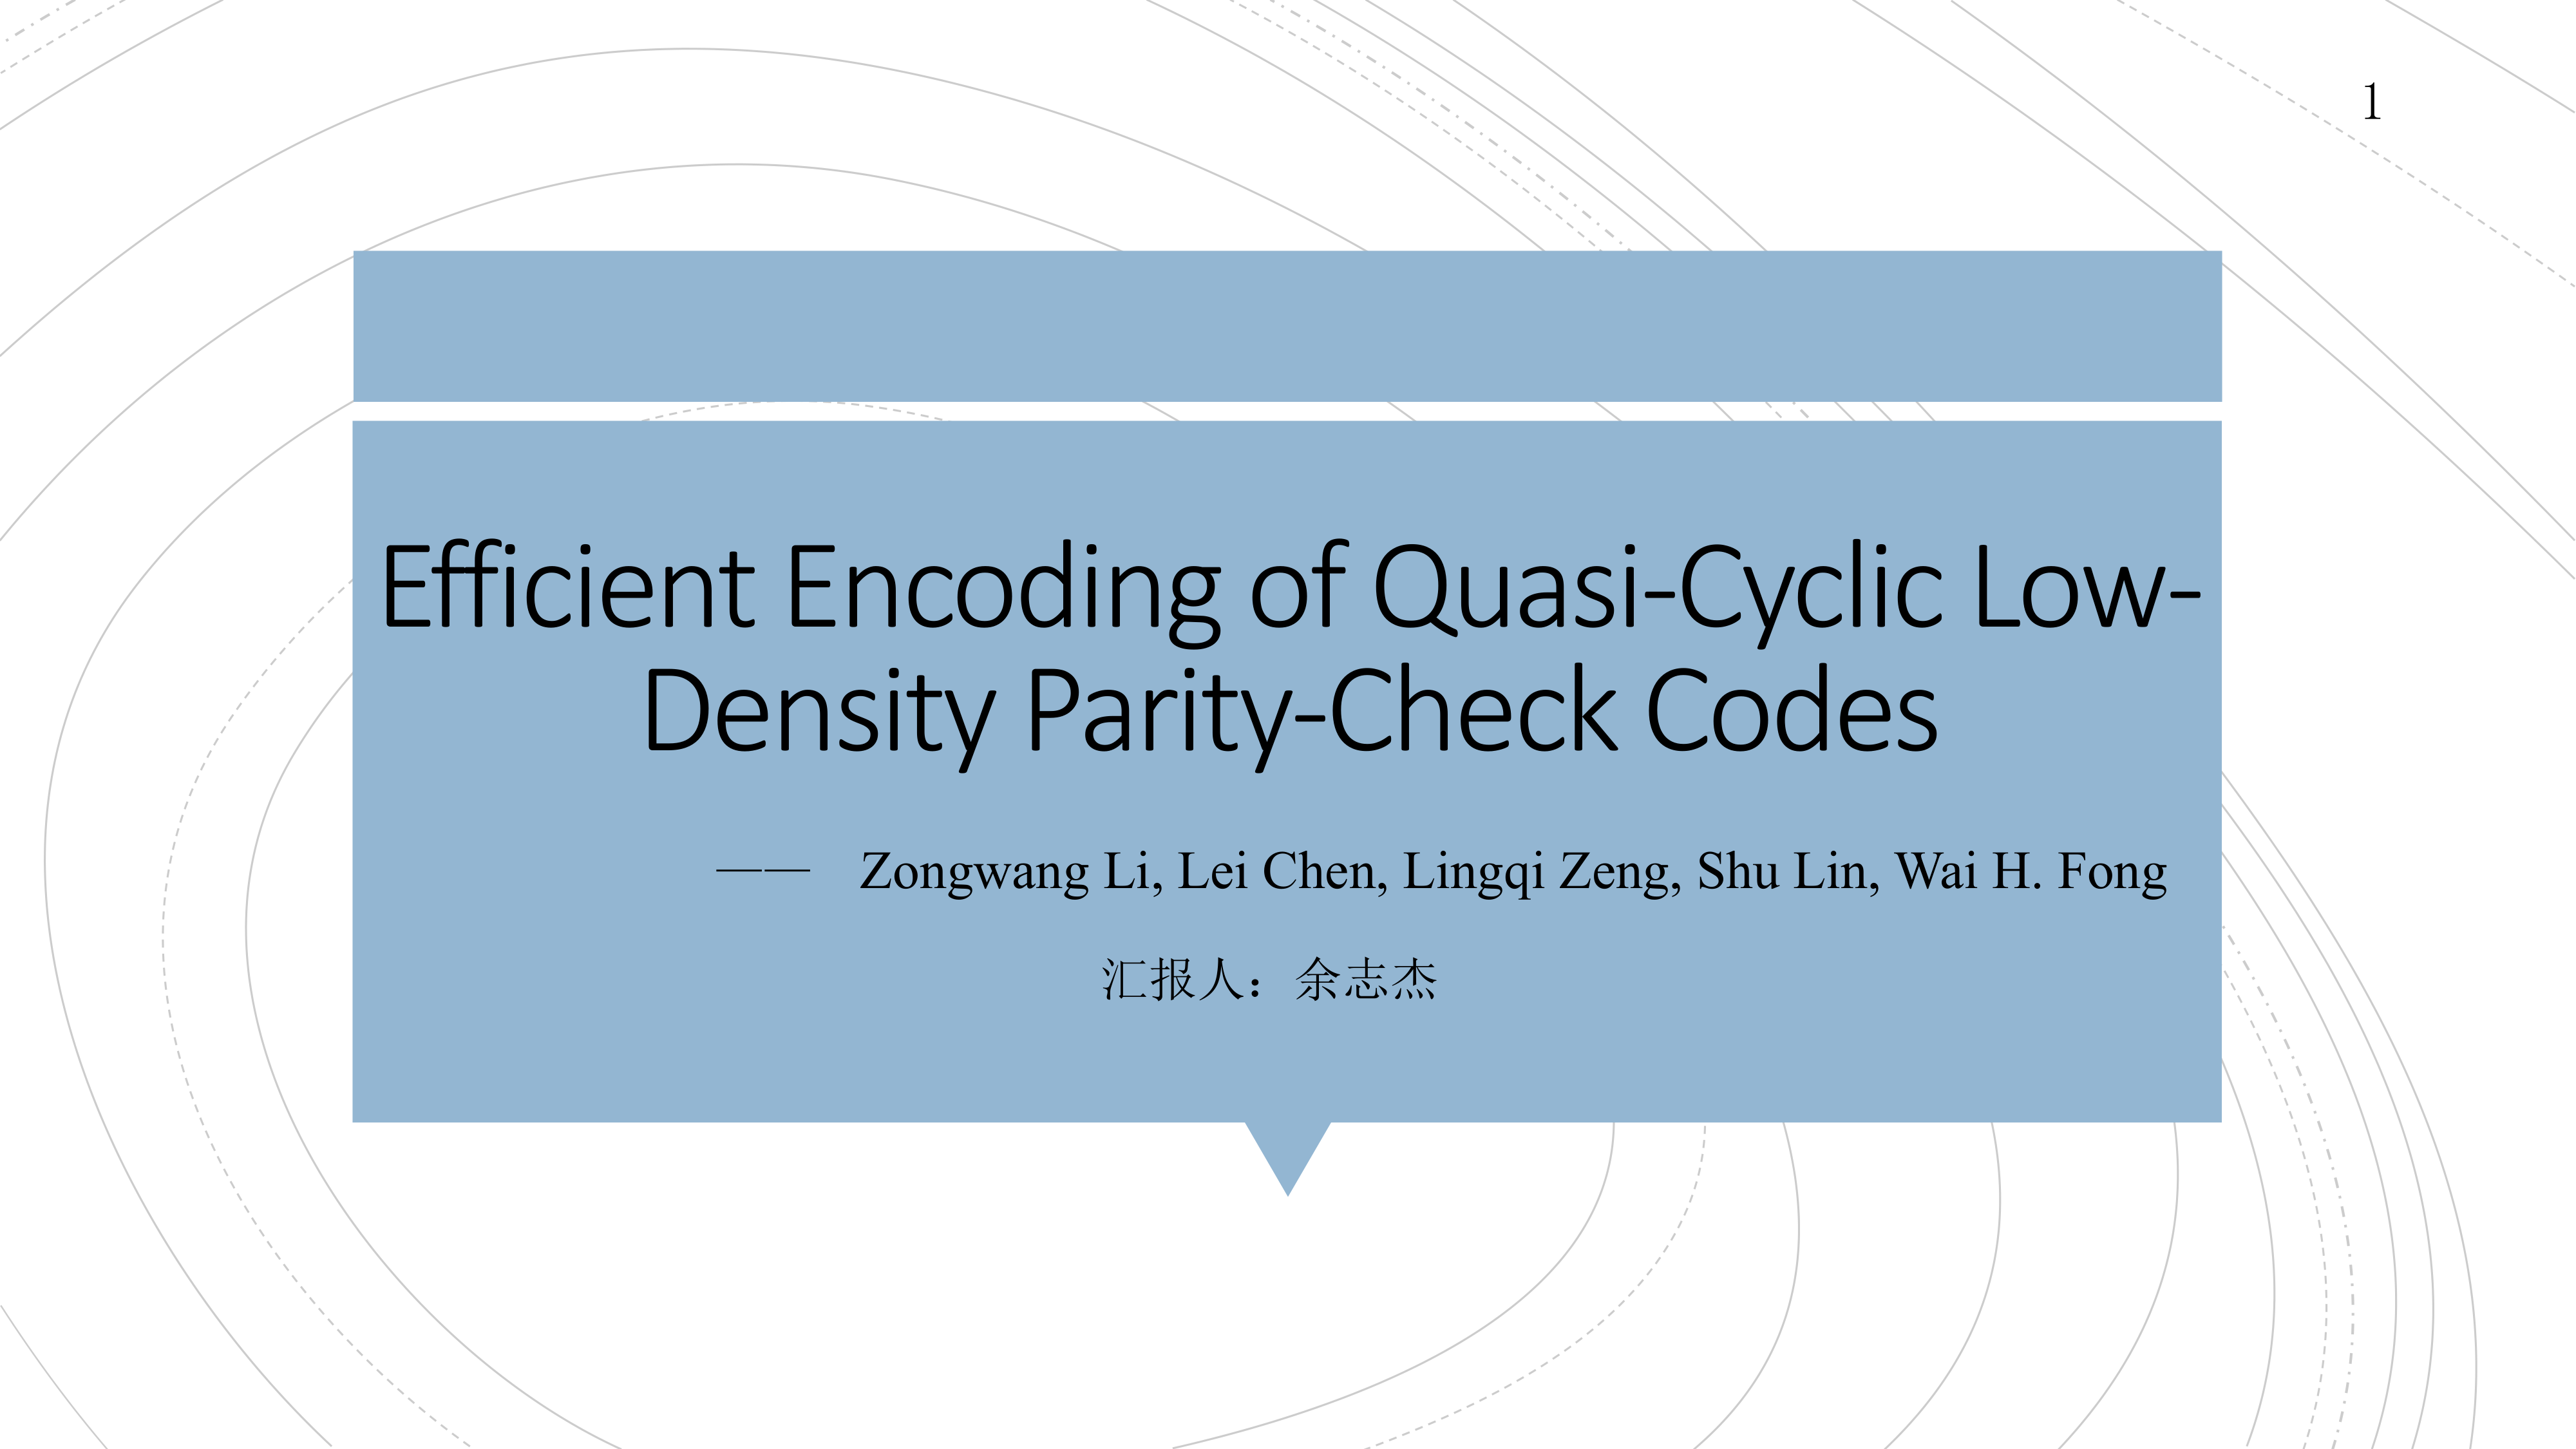 1
Efficient Encoding of Quasi-Cyclic Low-
Density Parity-Check Codes
—— Zongwang Li, Lei Chen, Lingqi Zeng, Shu Lin, Wai H. Fong
汇报人：余志杰